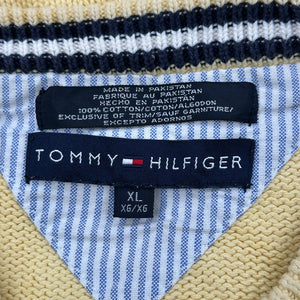 MADE IN PAKISTAN
FABRIQUÉ AU PAKISTAN
HECHO EN PAKISTAN
100% COTTON/COTON/ALGODON
EXCLUSIVE OF TRIM/SAUF GARNITURE/
EXCEPTO ADORNOS
TOMMY HILFIGER
XL
XG/XG